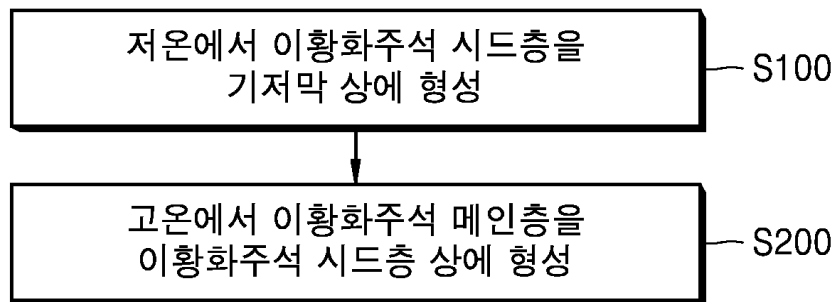 저온에서 이황화주석 시드층을
기저막 상에 형성
S100
고온에서 이황화주석 메인층을
이황화주석 시드층 상에 형성
S200